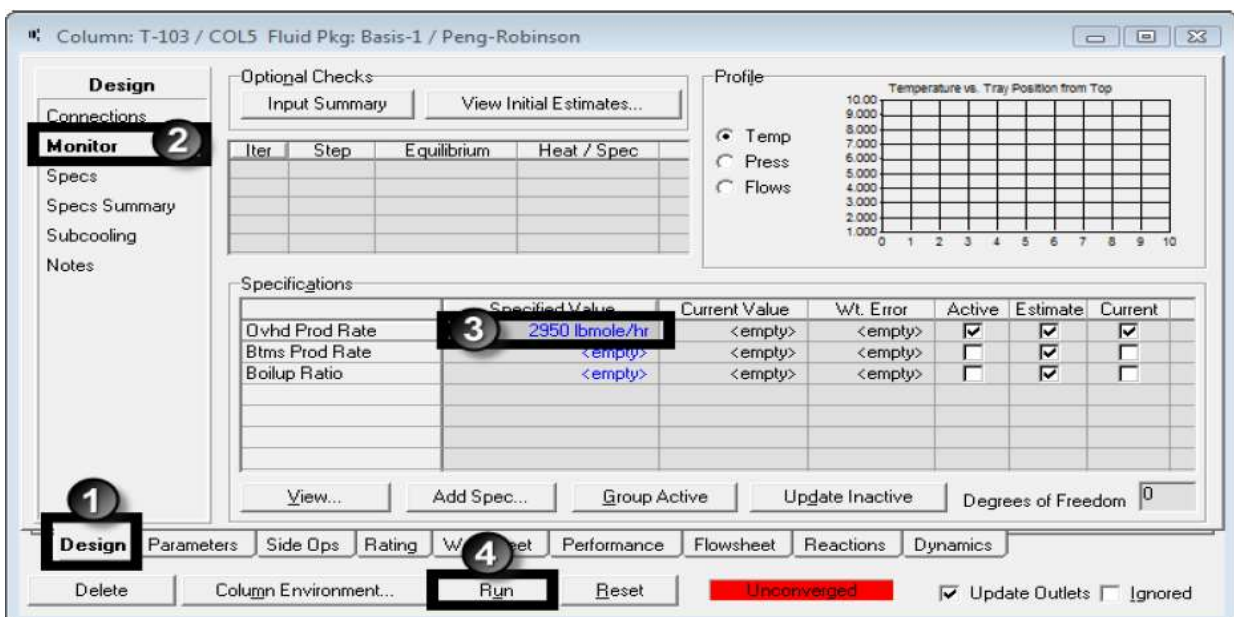 Column: T-103 / COL5 Fluid Pkg: Basis-1 / Peng-Robinson
Design
Connections
Monitor
2
Specs
Specs Summary
Subcooling
Notes
Optional Checks
Input Summary
View Initial Estimates...
Iter Step Equilibrium Heat / Spec
Profile
Temp
Press
Flows
Temperature vs. Tray Position from Top
10.00
9.000
8.000
7.000
6.000
5.000
4.000
3.000
2.000
1.000
0 1 2 3 4 5 6 7 8 9 10
Specifications
Specified Value Current Value Wt. Error Active Estimate Current
Ovhd Prod Rate 3 2950 lbmole/hr <empty> <empty>
Btms Prod Rate <empty> <empty> <empty>
Boilup Ratio <empty> <empty> <empty>
View... Add Spec... Group Active Update Inactive Degrees of Freedom 0
1
Design Parameters Side Ops Rating Performance Flowsheet Reactions Dynamics
4
Delete Column Environment... Run Reset Unconverged Update Outlets Ignored